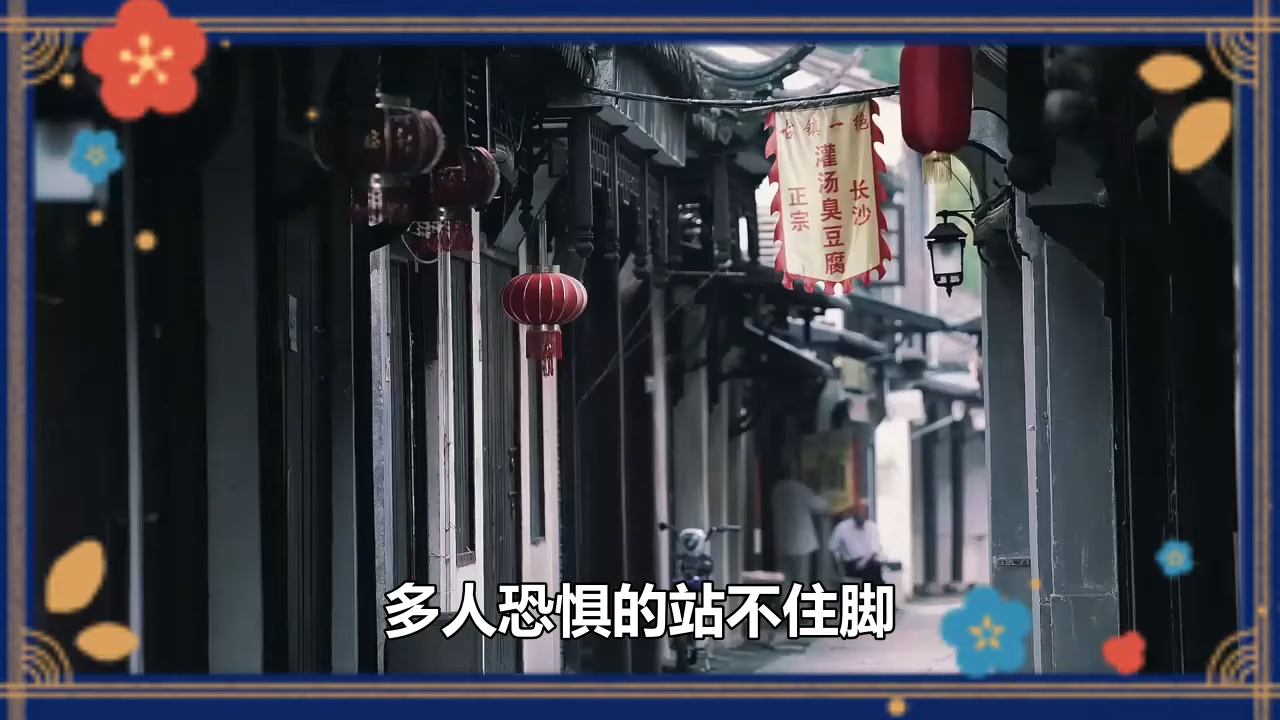 古镇一绝
灌汤臭豆腐
长沙
正宗
多人恐惧的站不住脚